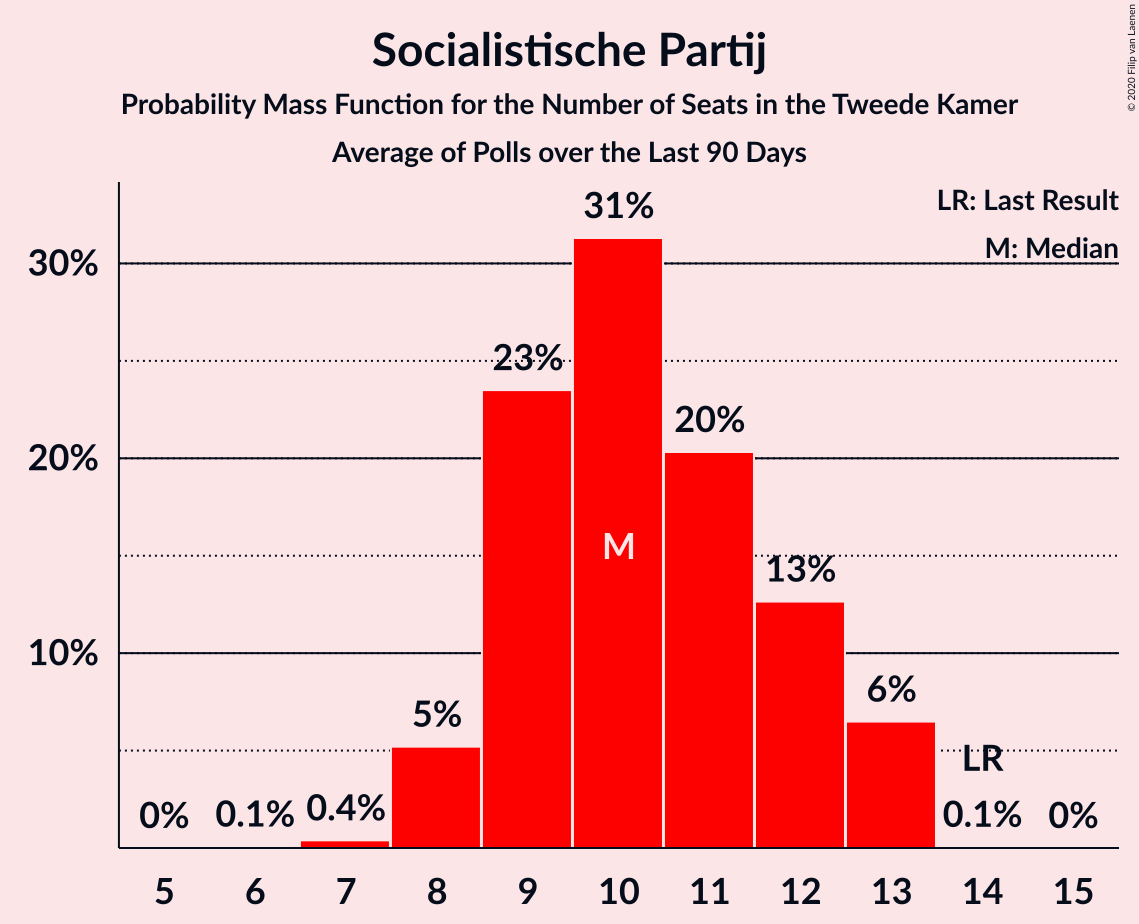 Socialistische Partij
Probability Mass Function for the Number of Seats in the Tweede Kamer
Average of Polls over the Last 90 Days
© 2020 Filip van Laenen
LR: Last Result
M: Median
30%
20%
10%
0%
0.1%
0.4%
5%
23%
31%
M
20%
13%
6%
LR
0.1%
0%
5 6 7 8 9 10 11 12 13 14 15